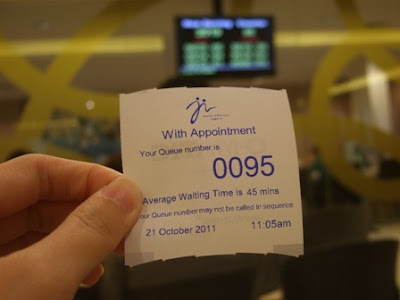 With Appointment
Your Queue number is
0095
Average Waiting Time is 45 mins
our Queue number may not be called in sequence
21 October 2011 11:05am